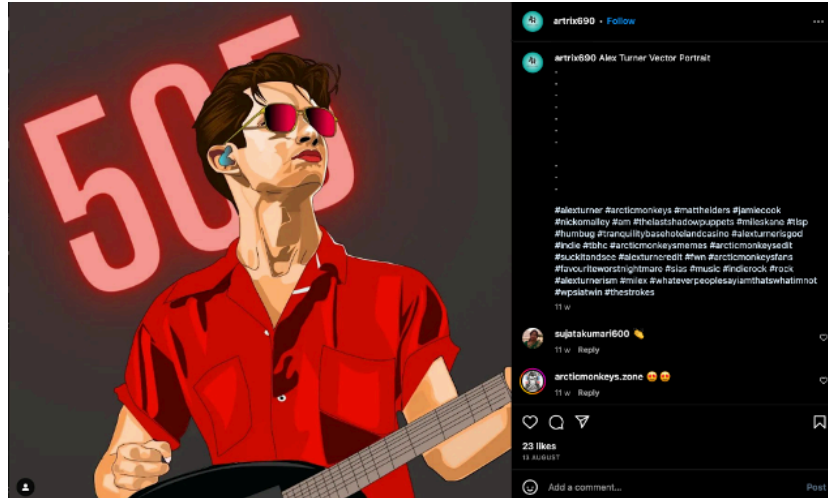 505
artrix690 • Follow
artrix690 Alex Turner Vector Portrait
#alexturner #arcticmonkeys #matthelders #jamiecook
#nickomalley #am #thelastshadowpuppets #mileskane #tlsp
#humbug #tranquilitybasehotelandcasino #alexturnerisgod
#indie #tbhc #arcticmonkeysmemes #arcticmonkeysedit
#suckitandsee #alexturneredit #fwn #arcticmonkeysfans
#favouriteworstnightmare #sias #music #indierock #rock
#alexturnerism #milex #whateverpeoplesayiamthatswhatimnot
#wpsiatwin #thestrokes
11 w
sujatakumari600 👏
11 w Reply
arcticmonkeys.zone 😍😍
11 w Reply
23 likes
13 AUGUST
Add a comment...
Post